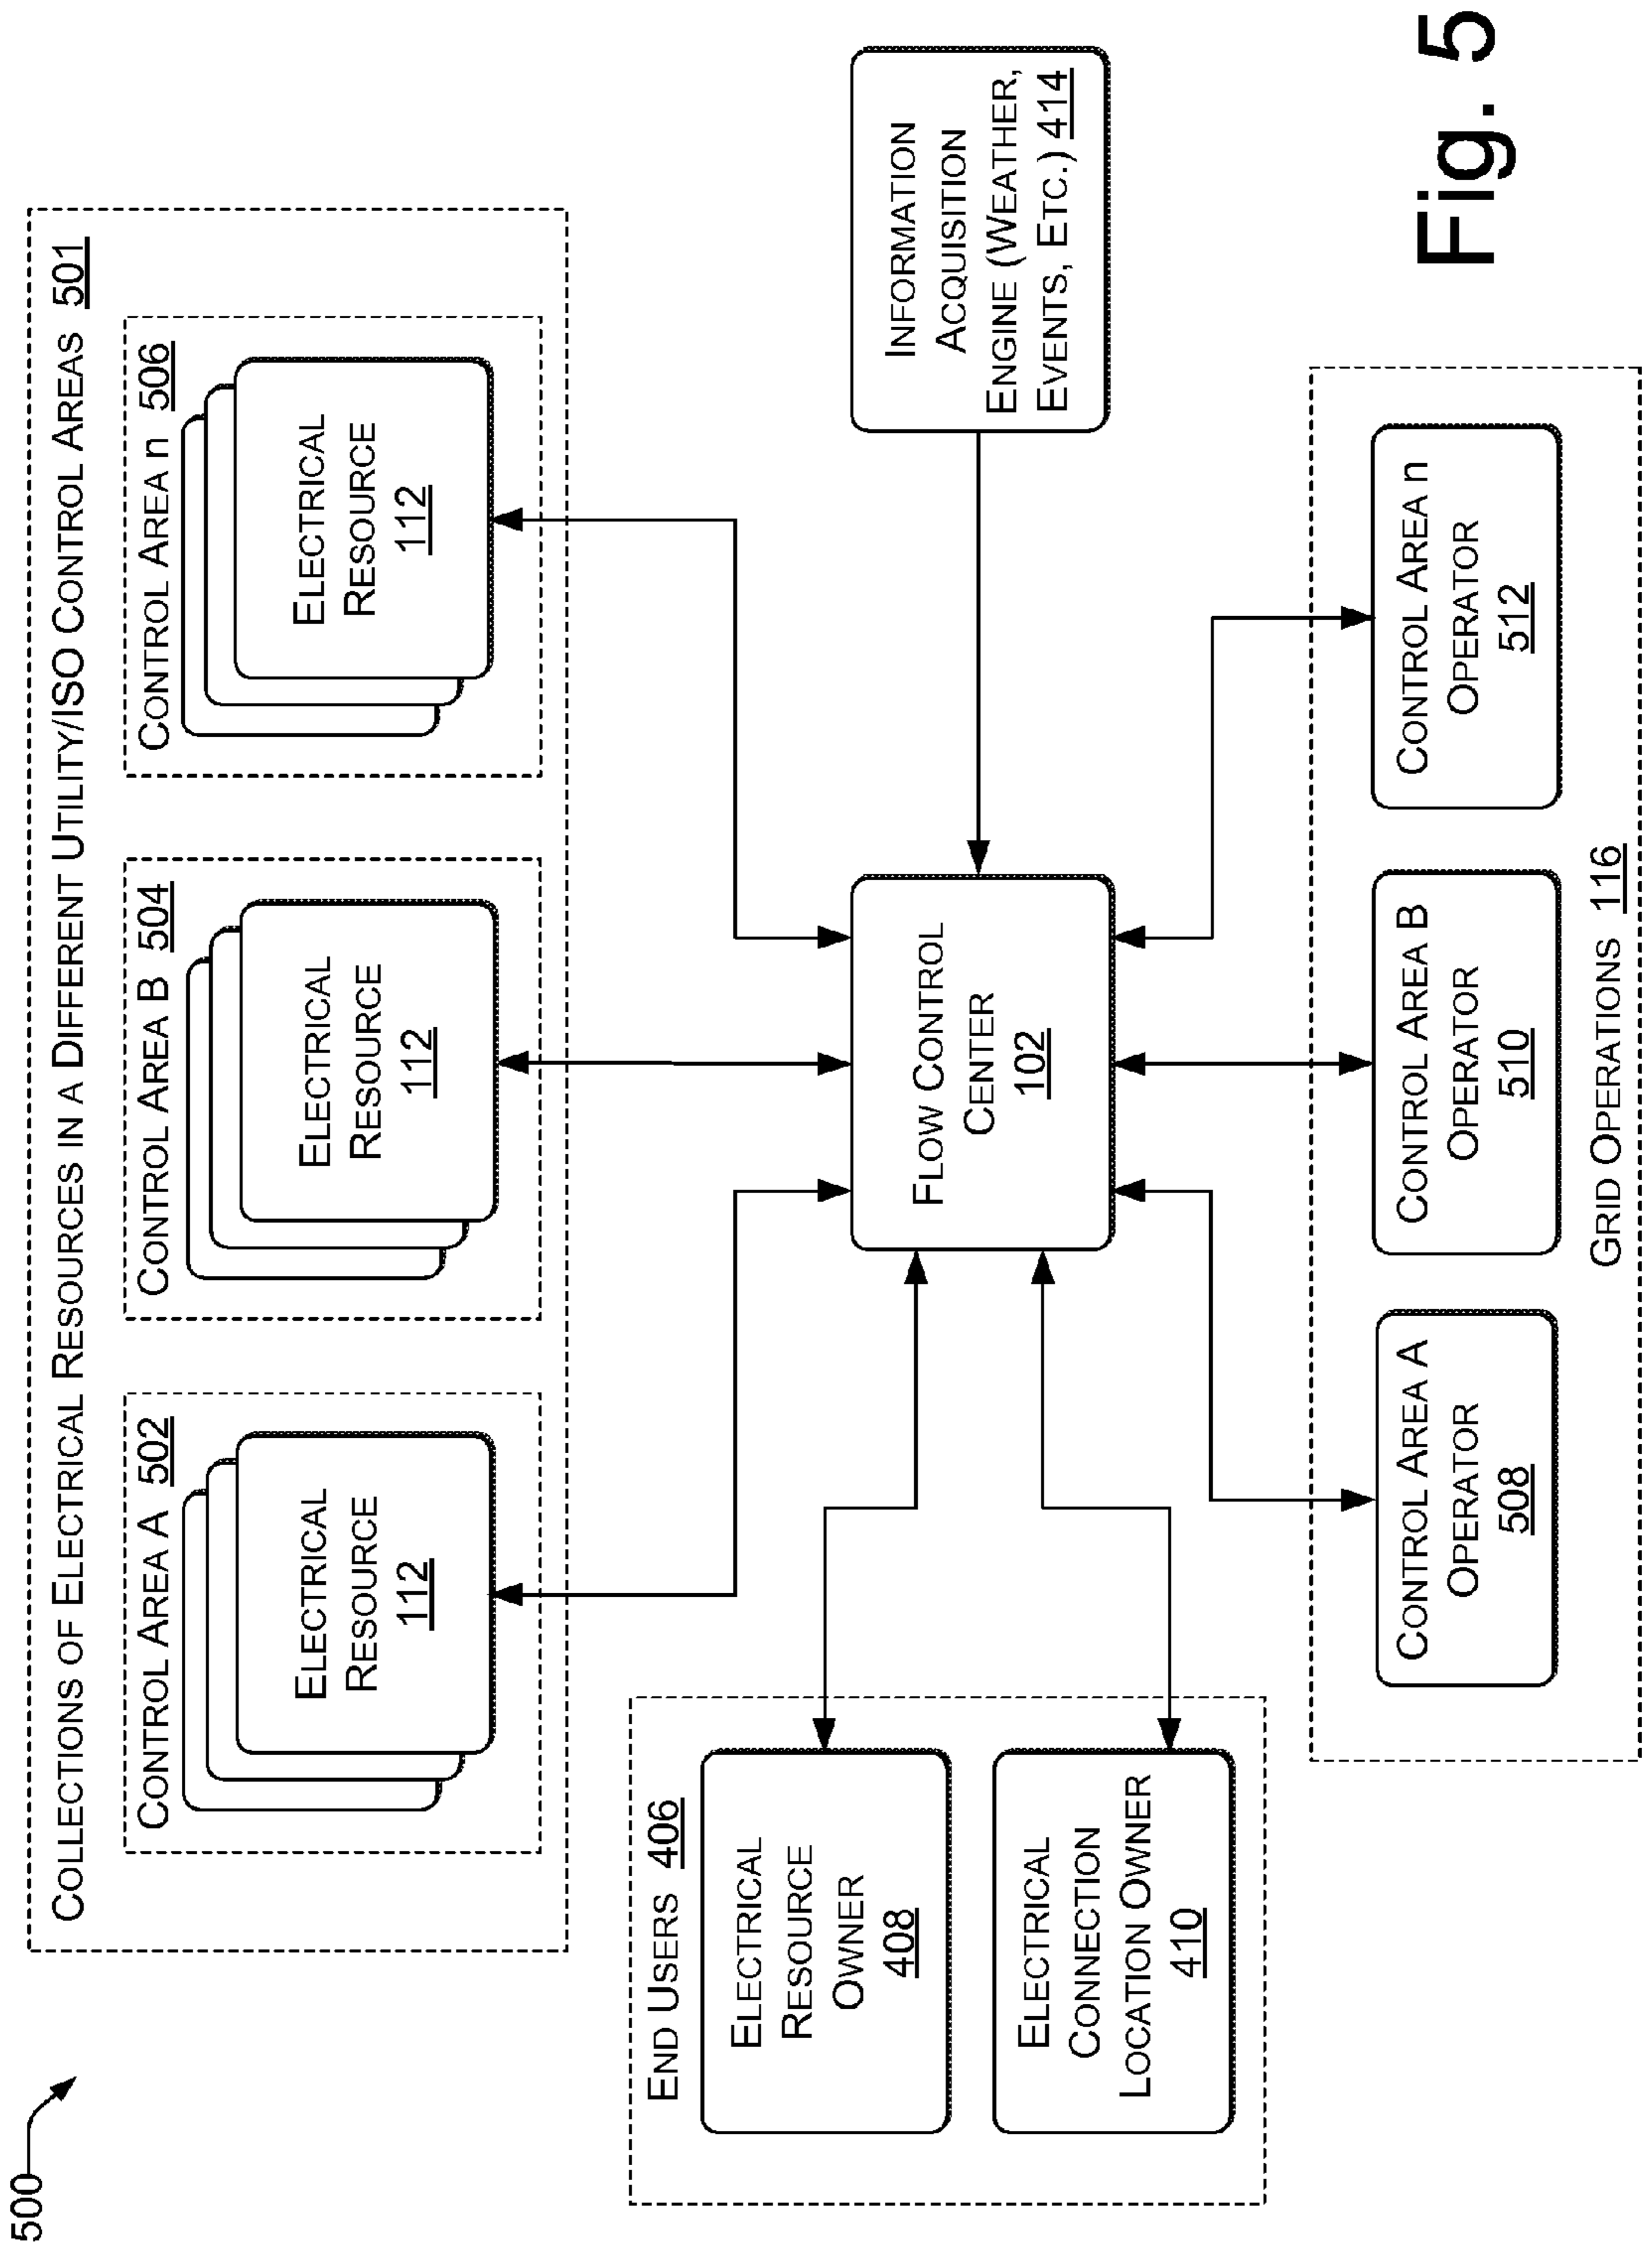 500
COLLECTIONS OF ELECTRICAL RESOURCES IN A DIFFERENT UTILITY/ISO CONTROL AREAS 501
CONTROL AREA A 502
ELECTRICAL
RESOURCE
112
CONTROL AREA B 504
ELECTRICAL
RESOURCE
112
CONTROL AREA n 506
ELECTRICAL
RESOURCE
112
END USERS 406
ELECTRICAL
RESOURCE
OWNER
408
ELECTRICAL
CONNECTION
LOCATION OWNER
410
FLOW CONTROL
CENTER
102
INFORMATION
ACQUISITION
ENGINE (WEATHER,
EVENTS, ETC.) 414
CONTROL AREA A
OPERATOR
508
CONTROL AREA B
OPERATOR
510
CONTROL AREA n
OPERATOR
512
GRID OPERATIONS 116
Fig. 5